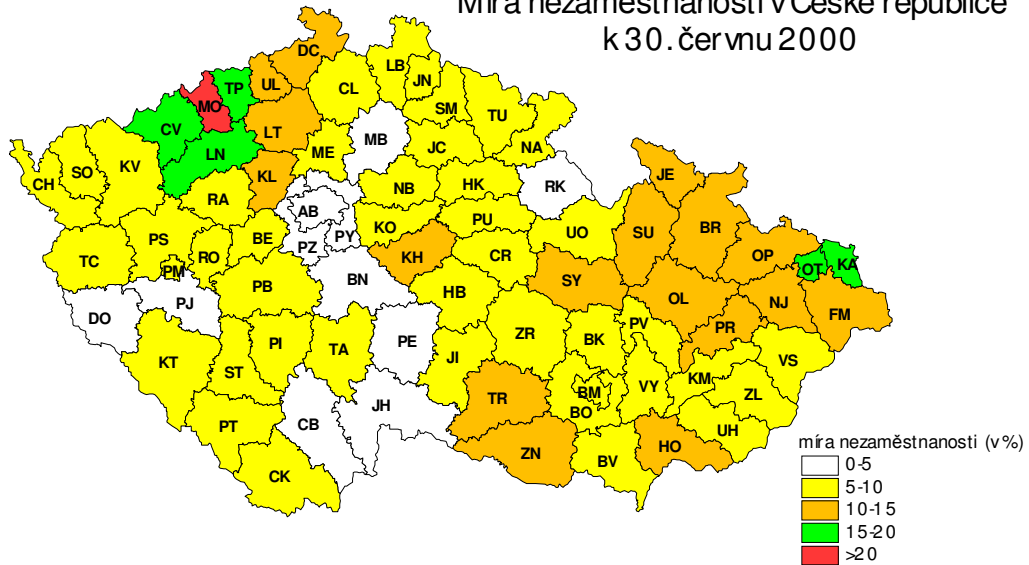 Míra nezaměstnanosti v České republice
k 30. červnu 2000
DC
LB
JN
UL
TP
CL
MO
SM
TU
CV
LT
MB
JC
NA
LN
ME
KV
SO
CH
KL
RA
NB
HK
RK
JE
AB
KO
PU
UO
SU
BR
PS
BE
PZ
PY
KH
CR
OP
OT
KA
TC
PM
RO
PB
BN
HB
SY
OL
NJ
FM
DO
PJ
KT
ST
PI
TA
PE
JI
ZR
BK
PV
PR
VS
KM
ZL
VY
BM
BO
TR
JH
CB
PT
UH
HO
ZN
BV
CK
míra nezaměstnanosti (v %)
0-5
5-10
10-15
15-20
>20